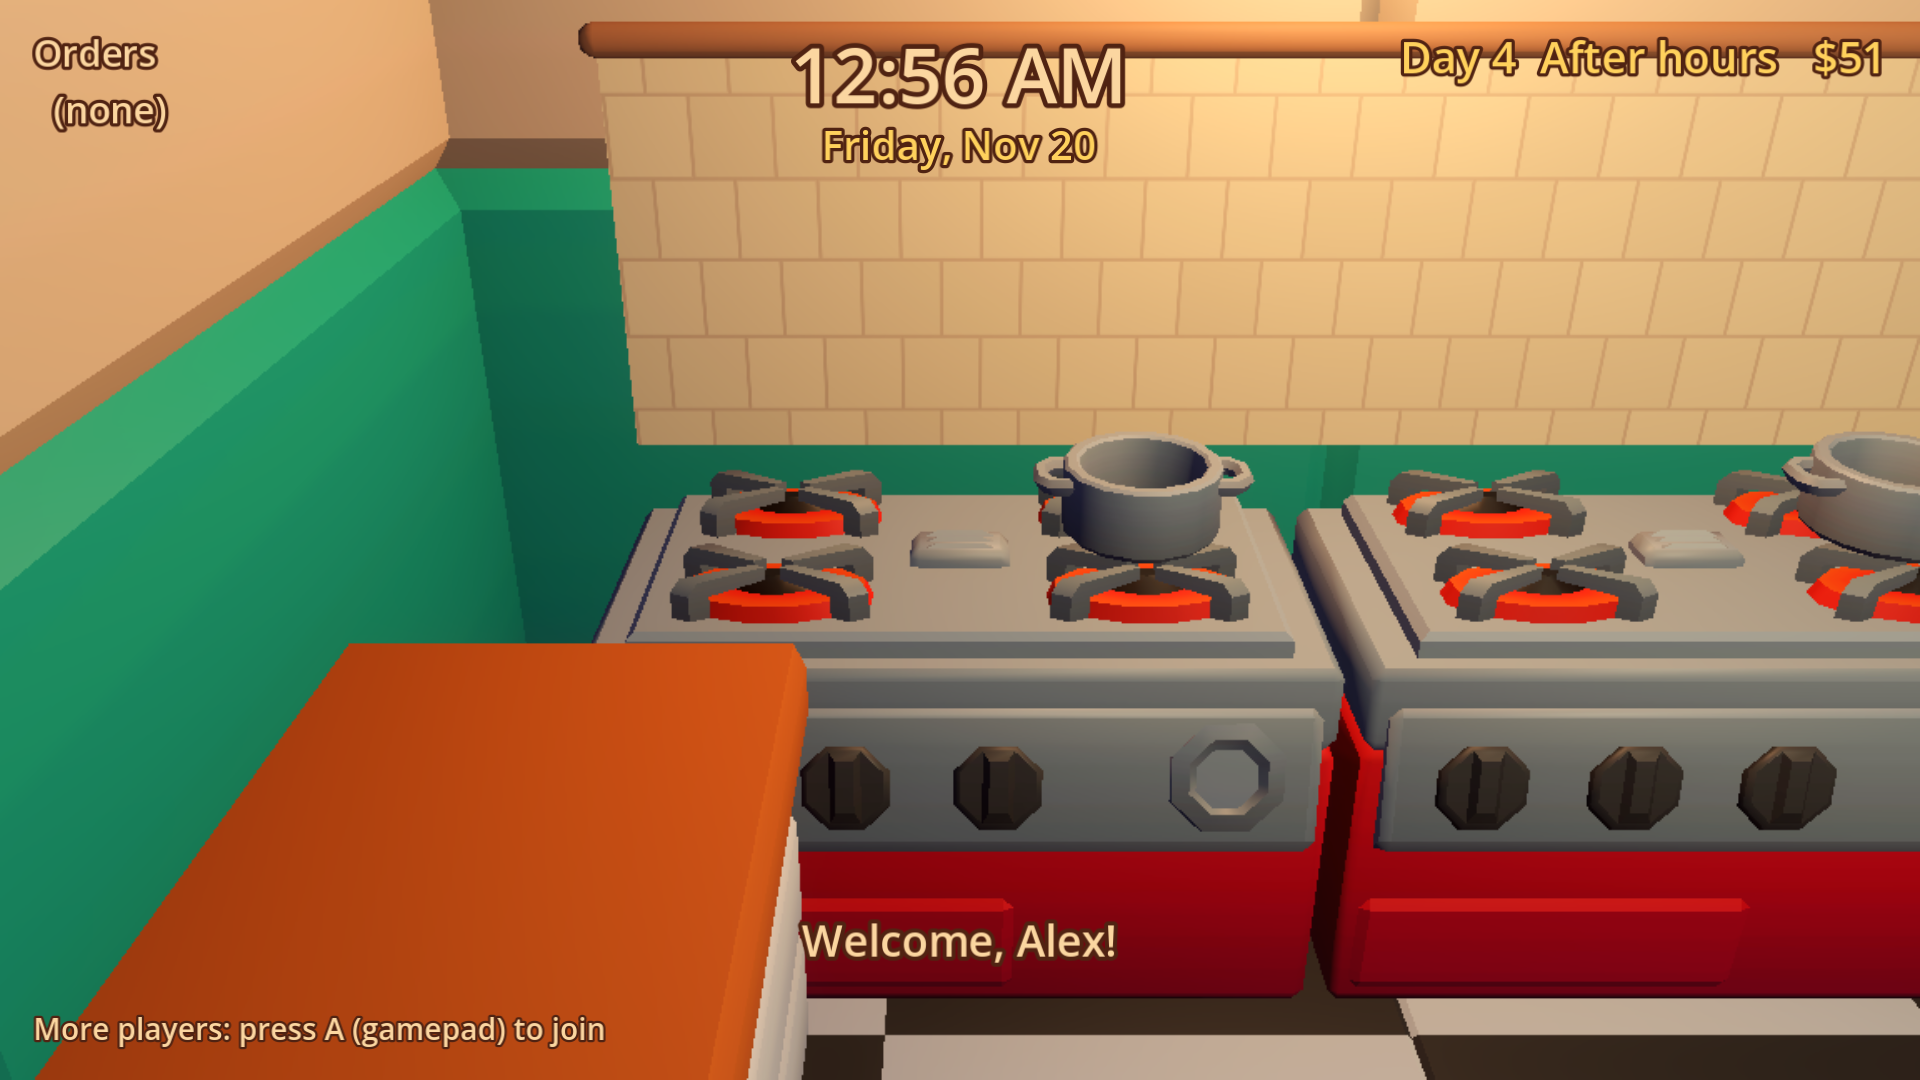 Orders
(none)
12:56 AM
Friday, Nov 20
Day 4 After hours $51
Welcome, Alex!
More players: press A (gamepad) to join